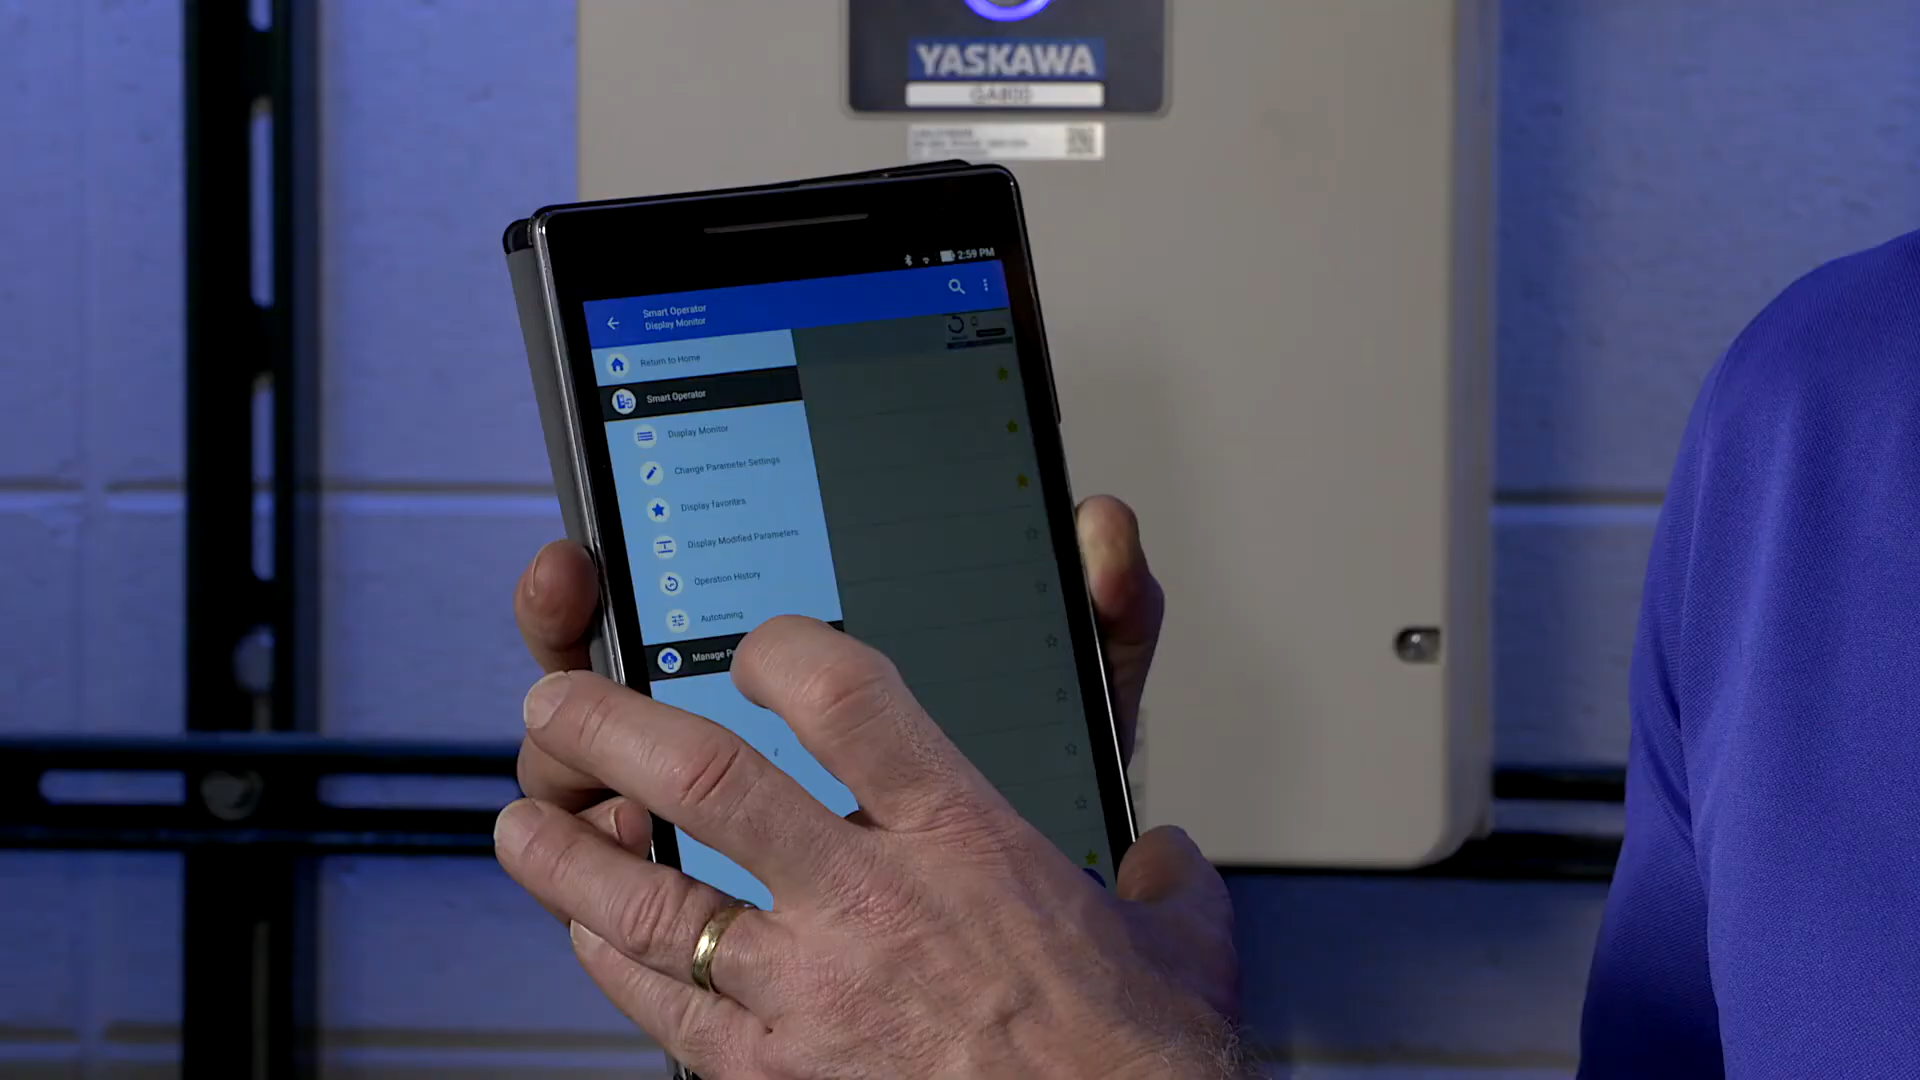 YASKAWA
GA800
2:59 PM
Smart Operator
Display Monitor
Return to Home
Smart Operator
Display Monitor
Change Parameter Settings
Display favorites
Display Modified Parameters
Operation History
Autotuning
Manage